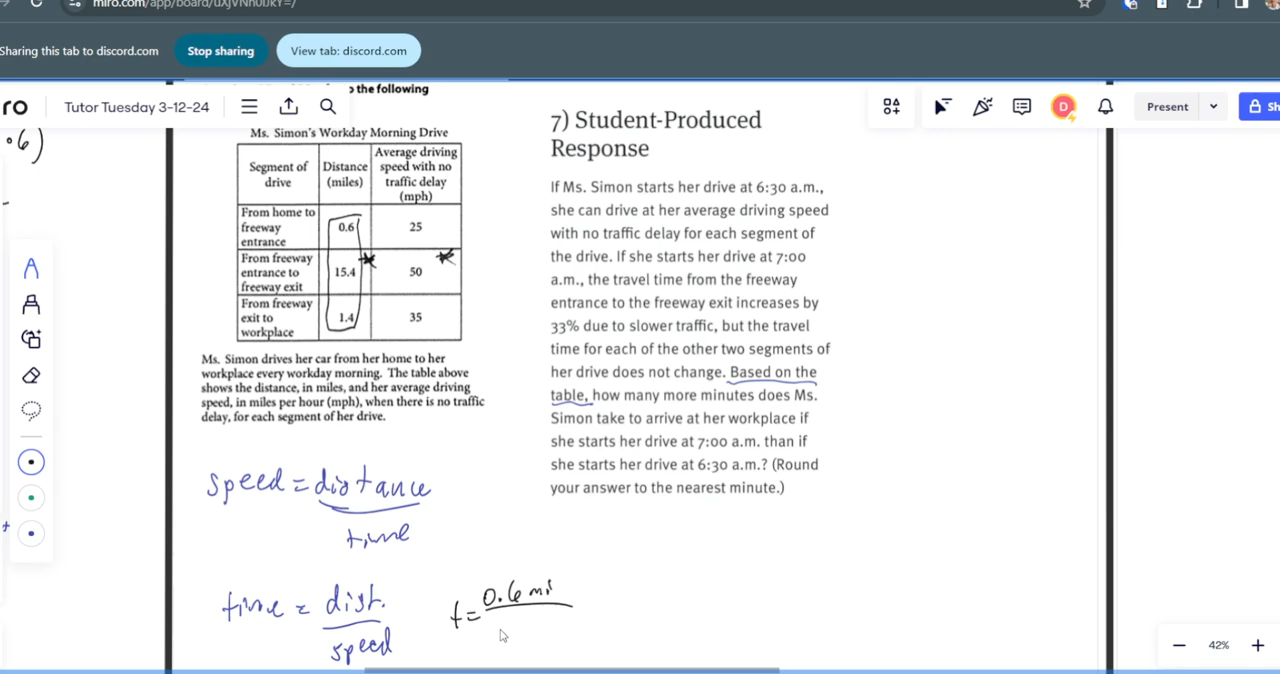 miro.com/app/board/uXjVNh0IJkY=/
Sharing this tab to discord.com
Stop sharing
View tab: discord.com
ro
Tutor Tuesday 3-12-24
the following
D
Present
Sh
.6)
Ms. Simon's Workday Morning Drive
Segment of drive
Distance (miles)
Average driving speed with no traffic delay (mph)
From home to freeway entrance
0.6
25
From freeway entrance to freeway exit
15.4
50
From freeway exit to workplace
1.4
35
Ms. Simon drives her car from her home to her
workplace every workday morning. The table above
shows the distance, in miles, and her average driving
speed, in miles per hour (mph), when there is no traffic
delay, for each segment of her drive.
7) Student-Produced
Response
If Ms. Simon starts her drive at 6:30 a.m.,
she can drive at her average driving speed
with no traffic delay for each segment of
the drive. If she starts her drive at 7:00
a.m., the travel time from the freeway
entrance to the freeway exit increases by
33% due to slower traffic, but the travel
time for each of the other two segments of
her drive does not change. Based on the
table, how many more minutes does Ms.
Simon take to arrive at her workplace if
she starts her drive at 7:00 a.m. than if
she starts her drive at 6:30 a.m.? (Round
your answer to the nearest minute.)
speed = distance
time
time = dist.
speed
t = 0.6 mi
42%